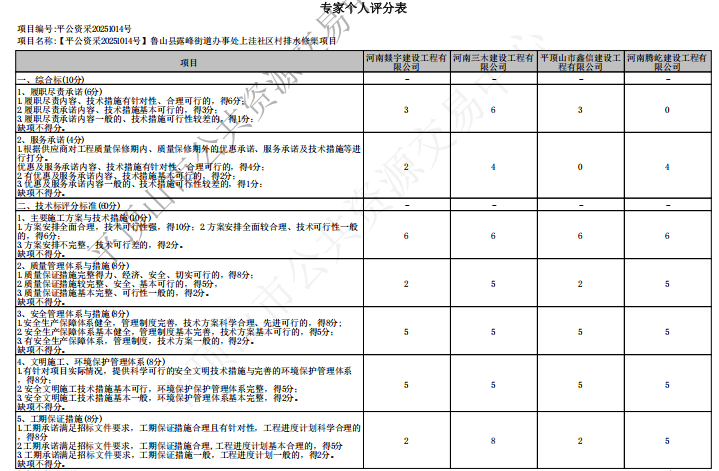 专家个人评分表
项目编号:平公资采20251014号
项目名称:【平公资采20251014号】鲁山县露峰街道办事处上洼社区村排水修渠项目
项目 河南燚宇建设工程有限公司 河南三木建设工程有限公司 平顶山市鑫信建设工程有限公司 河南腾屹建设工程有限公司
一、综合标(10分) - - - -
1、履职尽责承诺(6分)
1.履职尽责内容、技术措施有针对性、合理可行的，得6分；
2.履职尽责承诺内容、技术措施基本可行的，得3分；
3.履职尽责承诺内容一般的、技术措施可行性较差的，得1分；
缺项不得分。
3 6 3 0
2、服务承诺(4分)
1.根据供应商对工程质量保修期内、质量保修期外的优惠承诺、服务承诺及技术措施等进
行打分。
优惠及服务承诺内容、技术措施有针对性、合理可行的，得4分；
2.有优惠及服务承诺内容、技术措施基本可行的，得2分；
3.优惠及服务承诺内容一般的、技术措施可行性较差的，得1分；
缺项不得分。
2 4 0 4
二、技术标评分标准(60分) - - - -
1、主要施工方案与技术措施(10分)
1.方案安排全面合理，技术可行性强，得10分；2.方案安排全面较合理、技术可行性一般
的，得6分；
3.方案安排不完整，技术可行性差的，得2分。
缺项不得分。
6 6 6 6
2、质量管理体系与措施(8分)
1.质量保证措施完整得力、经济、安全、切实可行的，得8分；
2.质量保证措施较完整、安全、基本可行的，得5分，
3.质量保证措施基本完整、可行性一般的，得2分。
缺项不得分。
2 5 2 5
3、安全管理体系与措施(8分)
1.安全生产保障体系健全，管理制度完善，技术方案科学合理、先进可行的，得8分；
2.安全生产保障体系基本健全，管理制度基本完善，技术方案基本可行的，得5分；
3.有安全生产保障体系，管理制度，技术方案一般的，得2分。
缺项不得分。
5 5 5 5
4、文明施工、环境保护管理体系(8分)
1.有针对项目实际情况，提供科学可行的安全文明技术措施与完善的环境保护管理体系
，得8分；
2.安全文明施工技术措施基本可行，环境保护保护管理体系完整，得5分；
3.安全文明施工技术措施基本一般，环境保护管理体系基本完整，得2分。
缺项不得分。
5 5 5 5
5、工期保证措施(8分)
1.工期承诺满足招标文件要求，工期保证措施合理且有针对性，工程进度计划科学合理的
，得8分
2.工期承诺满足招标文件要求，工期保证措施合理，工程进度计划基本合理的，得5分
3.工期承诺满足招标文件要求，工期保证措施一般，工程进度计划一般的，得2分。
缺项不得分。
2 8 2 5
平顶山市公共资源交易中心